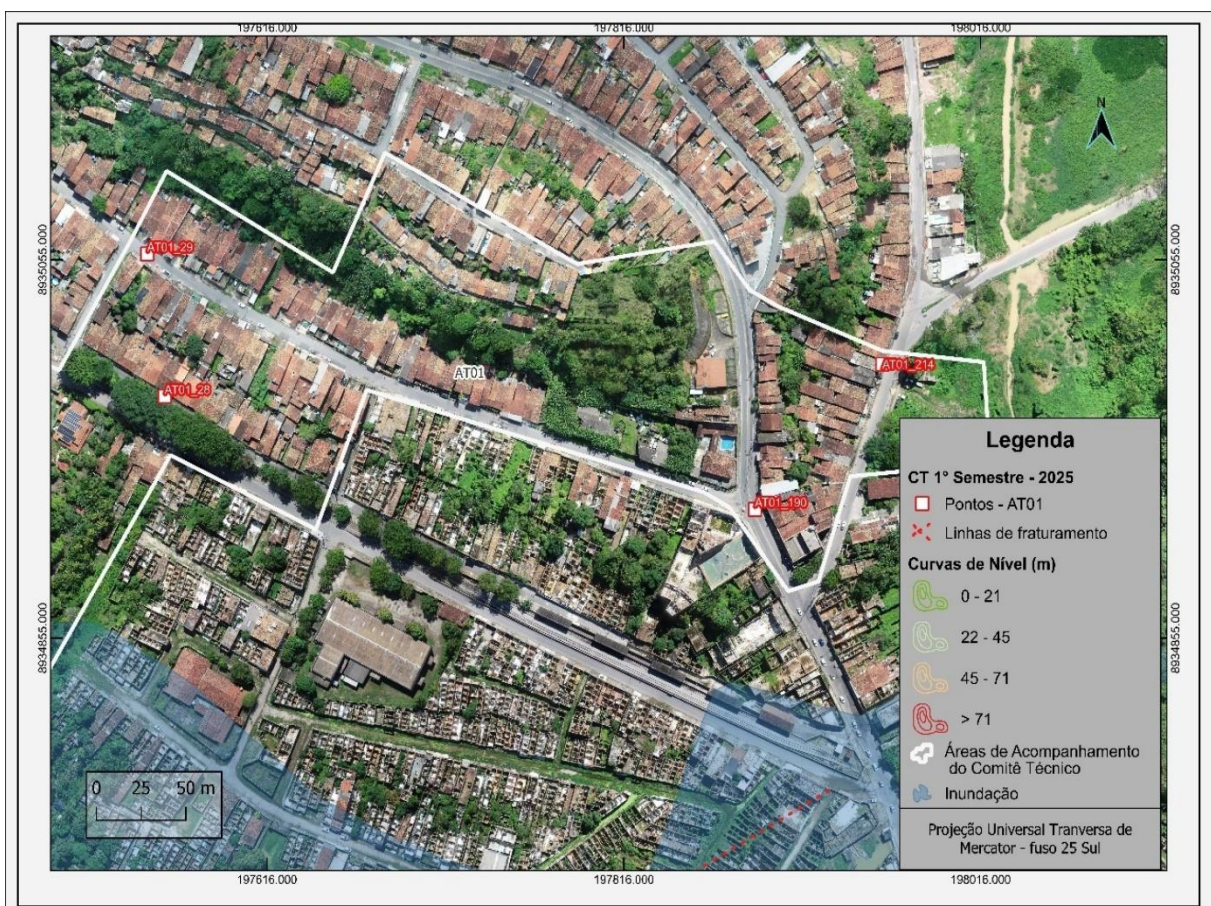 197616.000
197816.000
198016.000
N
8935055.000
8935055.000
AT01_29
AT01_214
AT01
AT01_28
AT01_190
Legenda
CT 1° Semestre - 2025
Pontos - AT01
Linhas de fraturamento
Curvas de Nível (m)
0 - 21
22 - 45
45 - 71
> 71
Áreas de Acompanhamento
do Comitê Técnico
Inundação
Projeção Universal Tranversa de
Mercator - fuso 25 Sul
8934855.000
8934855.000
0 25 50 m
197616.000
197816.000
198016.000